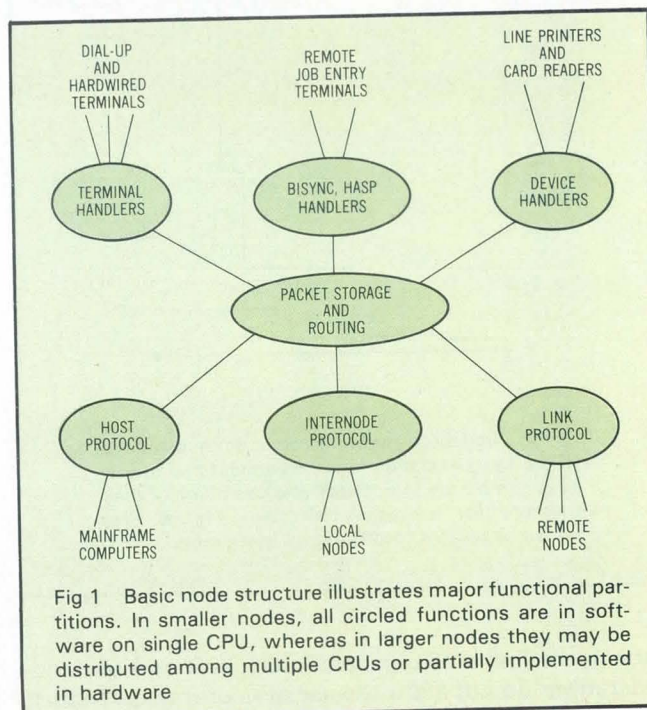 DIAL-UP
AND
HARDWIRED
TERMINALS
REMOTE
JOB ENTRY
TERMINALS
LINE PRINTERS
AND
CARD READERS
TERMINAL
HANDLERS
BISYNC, HASP
HANDLERS
DEVICE
HANDLERS
PACKET STORAGE
AND
ROUTING
HOST
PROTOCOL
INTERNODE
PROTOCOL
LINK
PROTOCOL
MAINFRAME
COMPUTERS
LOCAL
NODES
REMOTE
NODES
Fig 1 Basic node structure illustrates major functional par-
titions. In smaller nodes, all circled functions are in soft-
ware on single CPU, whereas in larger nodes they may be
distributed among multiple CPUs or partially implemented
in hardware